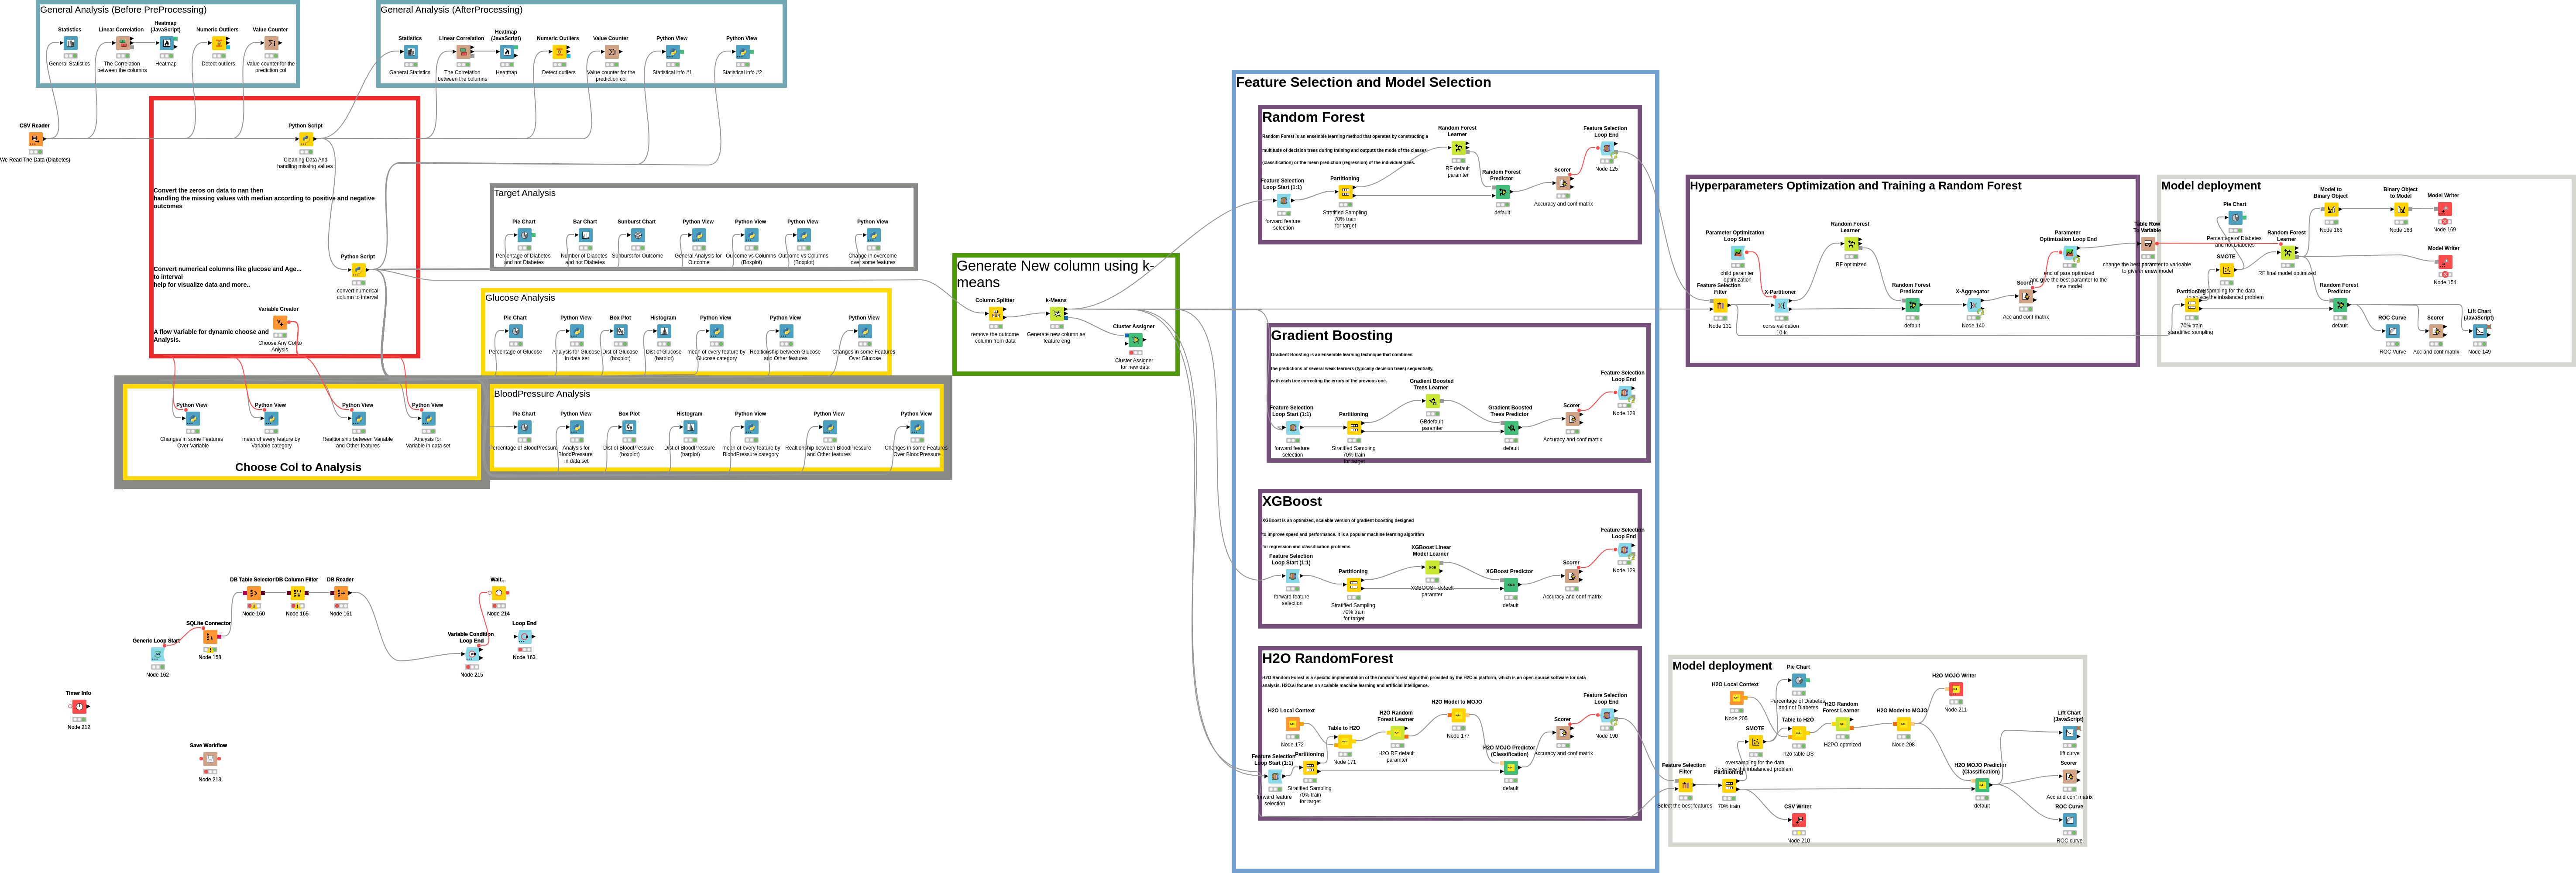 General Analysis (Before PreProcessing)
Statistics
General Statistics
Linear Correlation
The Correlation
between the columns
Heatmap
(JavaScript)
Heatmap
Numeric Outliers
Detect outliers
Value Counter
Value counter for the
prediction col
General Analysis (AfterProcessing)
Statistics
General Statistics
Linear Correlation
The Correlation
between the columns
Heatmap
(JavaScript)
Heatmap
Numeric Outliers
Detect outliers
Value Counter
Value counter for the
prediction col
Python View
Statistical info #1
Python View
Statistical info #2
CSV Reader
We Read The Data (Diabetes)
Python Script
Cleaning Data And
handling missing values
Convert the zeros on data to nan then
handling the missing values with median according to positive and negative
outcomes
Python Script
convert numerical
column to interval
Convert numerical columns like glucose and Age...
to interval
help for visualize data and more..
Variable Creator
Choose Any Col to
Anlysis
A flow Variable for dynamic choose and
Analysis.
Target Analysis
Pie Chart
Percentage of Diabetes
and not Diabetes
Bar Chart
Number of Diabetes
and not Diabetes
Sunburst Chart
Sunburst for Outcome
Python View
General Analysis for
Outcome
Python View
Outcome vs Columns
(Boxplot)
Python View
Outcome vs Columns
(Boxplot)
Python View
Change in overcome
over some features
Glucose Analysis
Pie Chart
Percentage of Glucose
Python View
Analysis for Glucose
in data set
Box Plot
Dist of Glucose
(boxplot)
Histogram
Dist of Glucose
(barplot)
Python View
mean of every feature by
Glucose category
Python View
Realtionship between Glucose
and Other features
Python View
Changes in some Features
Over Glucose
BloodPressure Analysis
Pie Chart
Percentage of BloodPressure
Python View
Analysis for
BloodPressure
in data set
Box Plot
Dist of BloodPressure
(boxplot)
Histogram
Dist of BloodPressure
(barplot)
Python View
mean of every feature by
BloodPressure category
Python View
Realtionship between BloodPressure
and Other features
Python View
Changes in some Features
Over BloodPressure
Python View
Changes in some Features
Over Variable
Python View
mean of every feature by
Variable category
Python View
Realtionship between Variable
and Other features
Python View
Analysis for
Variable in data set
Choose Col to Analysis
Generate New column using k-
means
Column Splitter
remove the outcome
column from data
k-Means
Generate new column as
feature eng
Cluster Assigner
Cluster Assigner
for new data
Feature Selection and Model Selection
Random Forest
Random Forest is an ensemble learning method that operates by constructing a
multitude of decision trees during training and outputs the mode of the classes
(classification) or the mean prediction (regression) of the individual trees.
Feature Selection
Loop Start (1:1)
forward feature
selection
Partitioning
Stratified Sampling
70% train
for target
Random Forest
Learner
RF default
paramter
Random Forest
Predictor
default
Scorer
Accuracy and conf matrix
Feature Selection
Loop End
Node 125
Gradient Boosting
Gradient Boosting is an ensemble learning technique that combines
the predictions of several weak learners (typically decision trees) sequentially,
with each tree correcting the errors of the previous one.
Feature Selection
Loop Start (1:1)
forward feature
selection
Partitioning
Stratified Sampling
70% train
for target
Gradient Boosted
Trees Learner
GBdefault
paramter
Gradient Boosted
Trees Predictor
default
Scorer
Accuracy and conf matrix
Feature Selection
Loop End
Node 128
XGBoost
XGBoost is an optimized, scalable version of gradient boosting designed
to improve speed and performance. It is a popular machine learning algorithm
for regression and classification problems.
Feature Selection
Loop Start (1:1)
forward feature
selection
Partitioning
Stratified Sampling
70% train
for target
XGBoost Linear
Model Learner
XGBOOST default
paramter
XGBoost Predictor
default
Scorer
Accuracy and conf matrix
Feature Selection
Loop End
Node 129
H2O RandomForest
H2O Random Forest is a specific implementation of the random forest algorithm provided by the H2O.ai platform, which is an open-source software for data
analysis. H2O.ai focuses on scalable machine learning and artificial intelligence.
H2O Local Context
Node 172
Feature Selection
Loop Start (1:1)
forward feature
selection
Partitioning
Stratified Sampling
70% train
for target
Table to H2O
Node 171
H2O Random
Forest Learner
H2O RF default
paramter
H2O Model to MOJO
Node 177
H2O MOJO Predictor
(Classification)
default
Scorer
Accuracy and conf matrix
Feature Selection
Loop End
Node 190
Hyperparameters Optimization and Training a Random Forest
Parameter Optimization
Loop Start
child paramter
optimization
Feature Selection
Filter
Node 131
X-Partitioner
corss validation
10-k
Random Forest
Learner
RF optimized
Random Forest
Predictor
default
X-Aggregator
Node 140
Scorer
Acc and conf matrix
Parameter
Optimization Loop End
end of para optimized
and give the best paramter to the
new model
Table Row
To Variable
change the best paramter to variabile
to give th enew model
Model deployment
Pie Chart
Percentage of Diabetes
and not Diabetes
SMOTE
oversampling for the data
to solve the inbalanced problem
Partitioning
70% train
staratified sampling
Random Forest
Learner
RF final model optimized
Model to
Binary Object
Node 166
Binary Object
to Model
Node 168
Model Writer
Node 169
Model Writer
Node 154
Random Forest
Predictor
default
ROC Curve
ROC Vurve
Scorer
Acc and conf matrix
Lift Chart
(JavaScript)
Node 149
DB Table Selector
Node 160
DB Column Filter
Node 165
DB Reader
Node 161
SQLite Connector
Node 158
Generic Loop Start
Node 162
Wait...
Node 214
Variable Condition
Loop End
Node 215
Loop End
Node 163
Timer Info
Node 212
Save Workflow
Node 213
Model deployment
Pie Chart
Percentage of Diabetes
and not Diabetes
H2O Local Context
Node 205
SMOTE
oversampling for the data
to solve the inbalanced problem
Table to H2O
h2o table DS
H2O Random
Forest Learner
H2PO optimized
H2O Model to MOJO
Node 208
H2O MOJO Writer
Node 211
Feature Selection
Filter
Select the best features
Partitioning
70% train
CSV Writer
Node 210
H2O MOJO Predictor
(Classification)
default
Lift Chart
(JavaScript)
lift curve
Scorer
Acc and conf matrix
ROC Curve
ROC curve